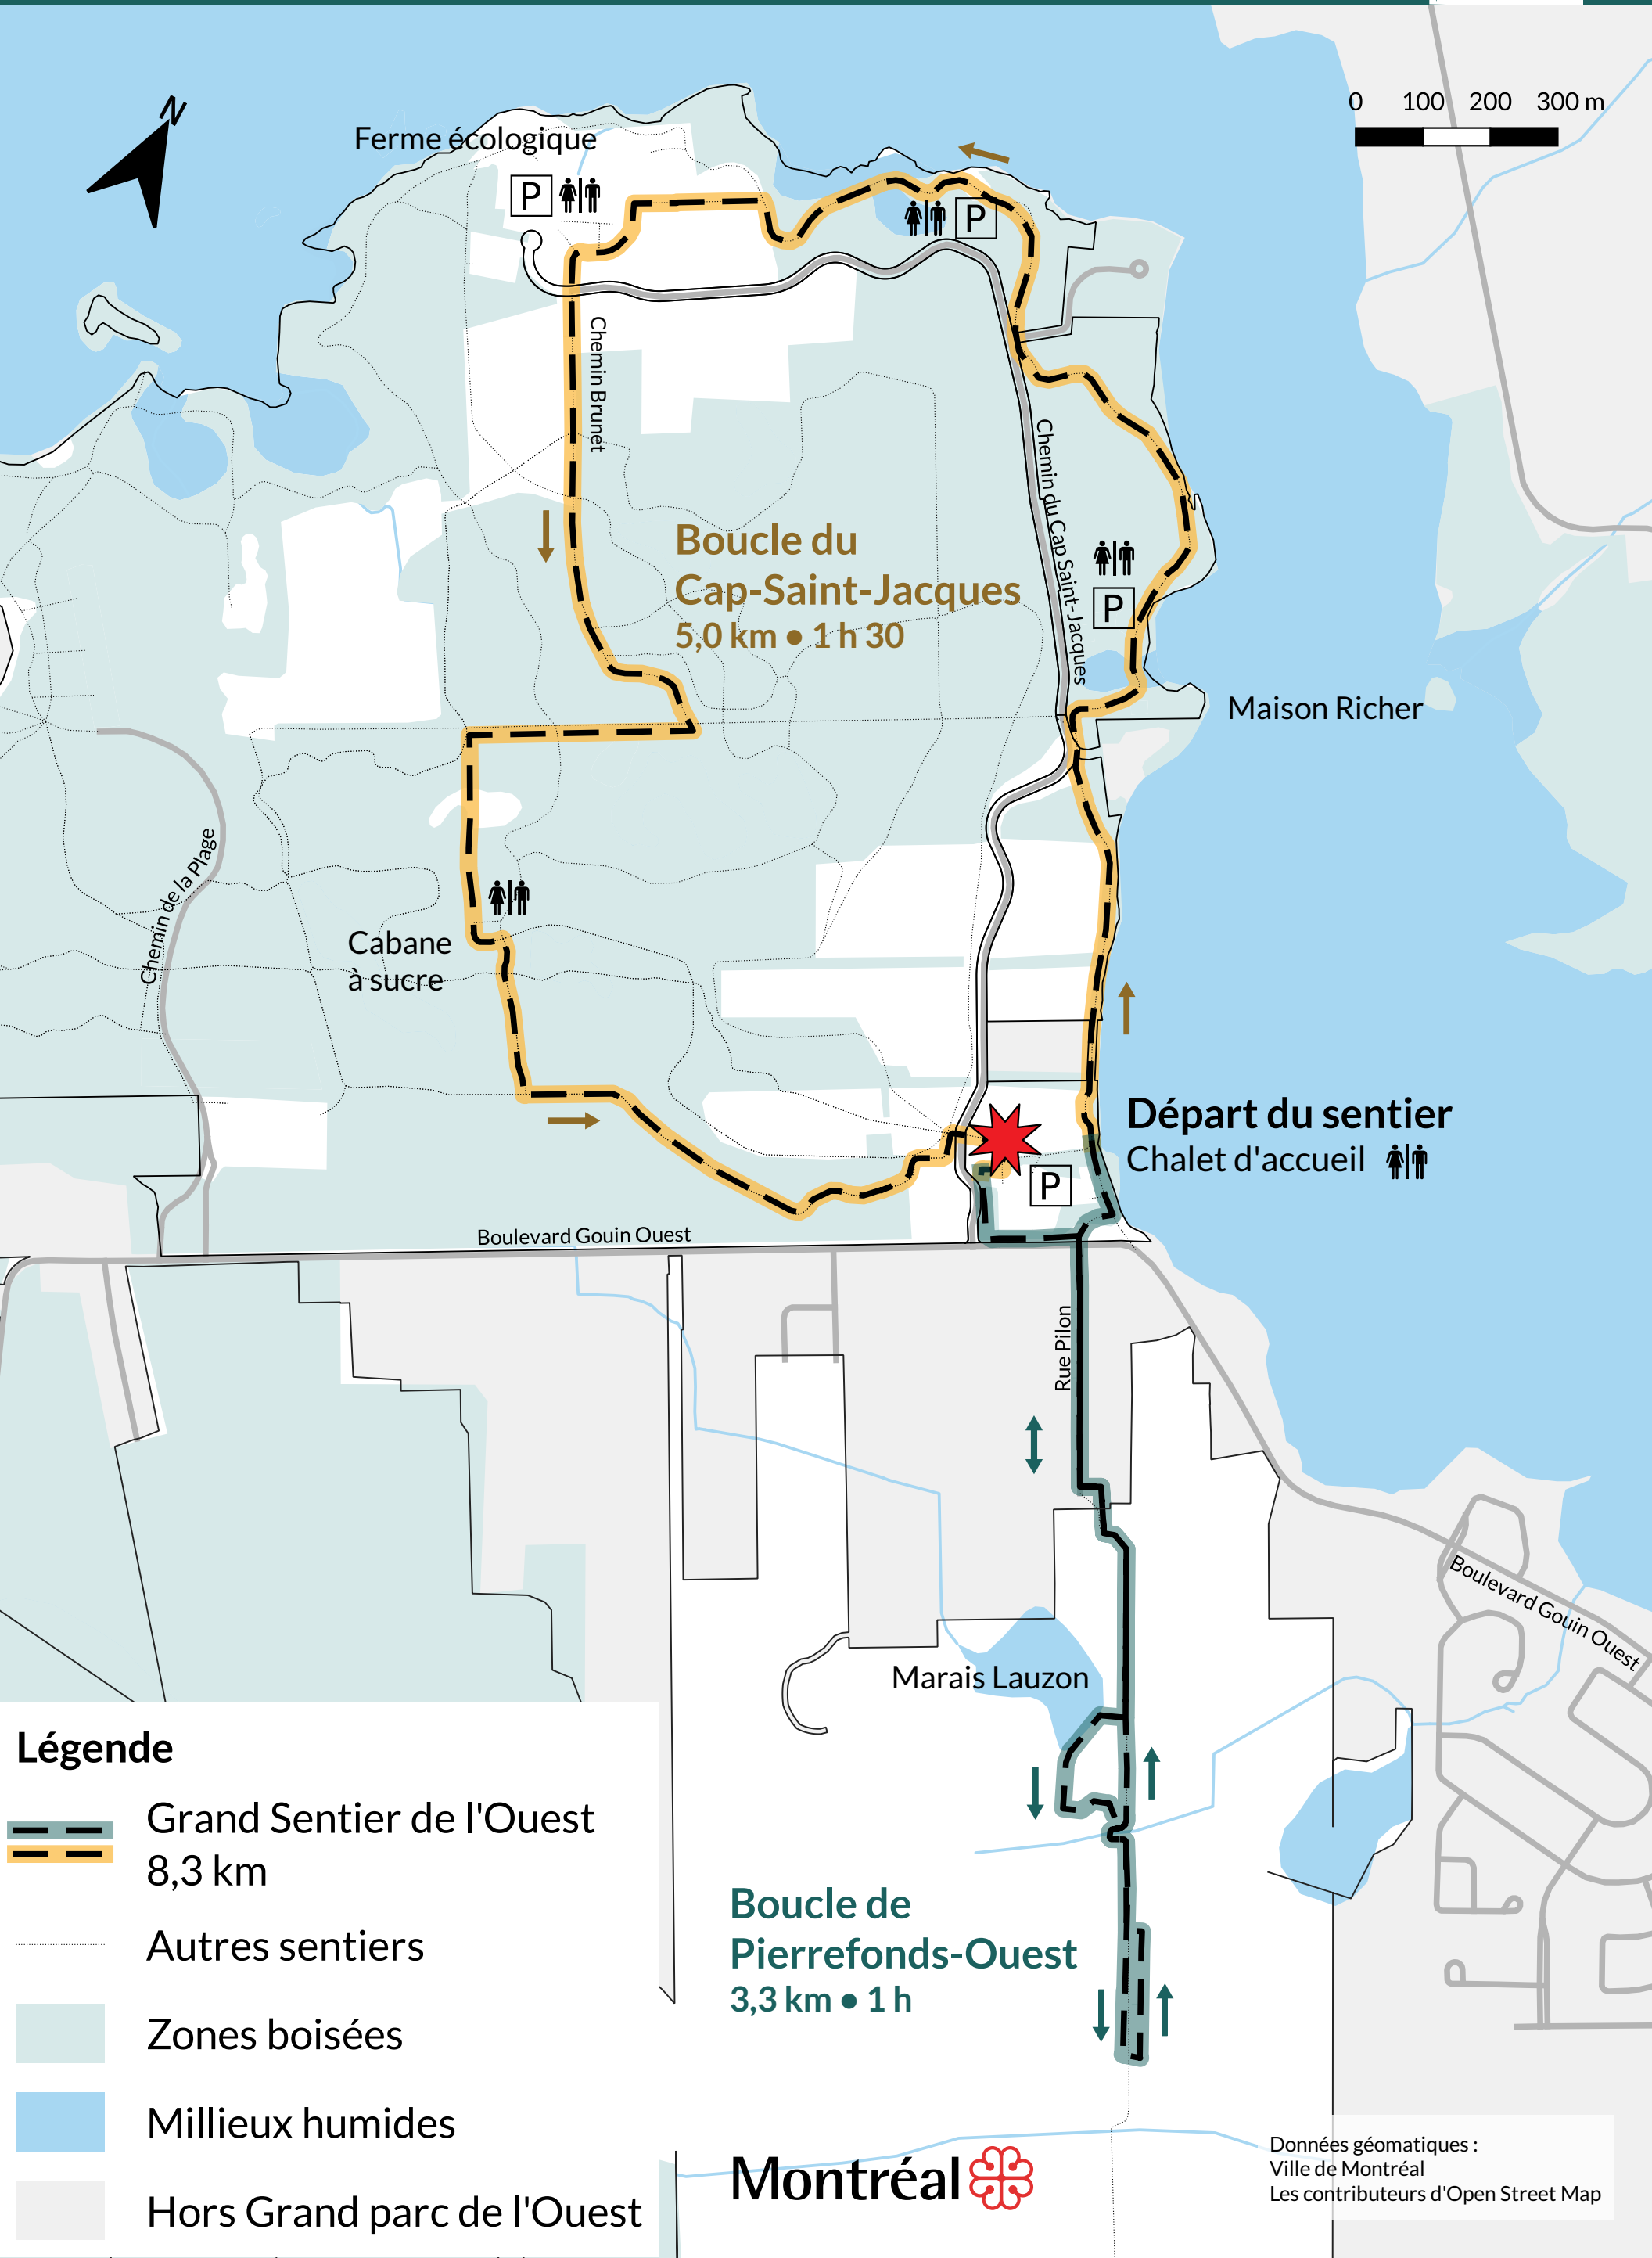 N
0 100 200 300 m
Ferme écologique
P
P
Chemin Brunet
Chemin du Cap Saint-Jacques
Boucle du
Cap-Saint-Jacques
5,0 km • 1 h 30
P
Maison Richer
Chemin de la Plage
Cabane
à sucre
Départ du sentier
Chalet d'accueil
P
Boulevard Gouin Ouest
Rue Pilon
Boulevard Gouin Ouest
Marais Lauzon
Boucle de
Pierrefonds-Ouest
3,3 km • 1 h
Légende
Grand Sentier de l'Ouest
8,3 km
Autres sentiers
Zones boisées
Millieux humides
Hors Grand parc de l'Ouest
Montréal
Données géomatiques :
Ville de Montréal
Les contributeurs d'Open Street Map